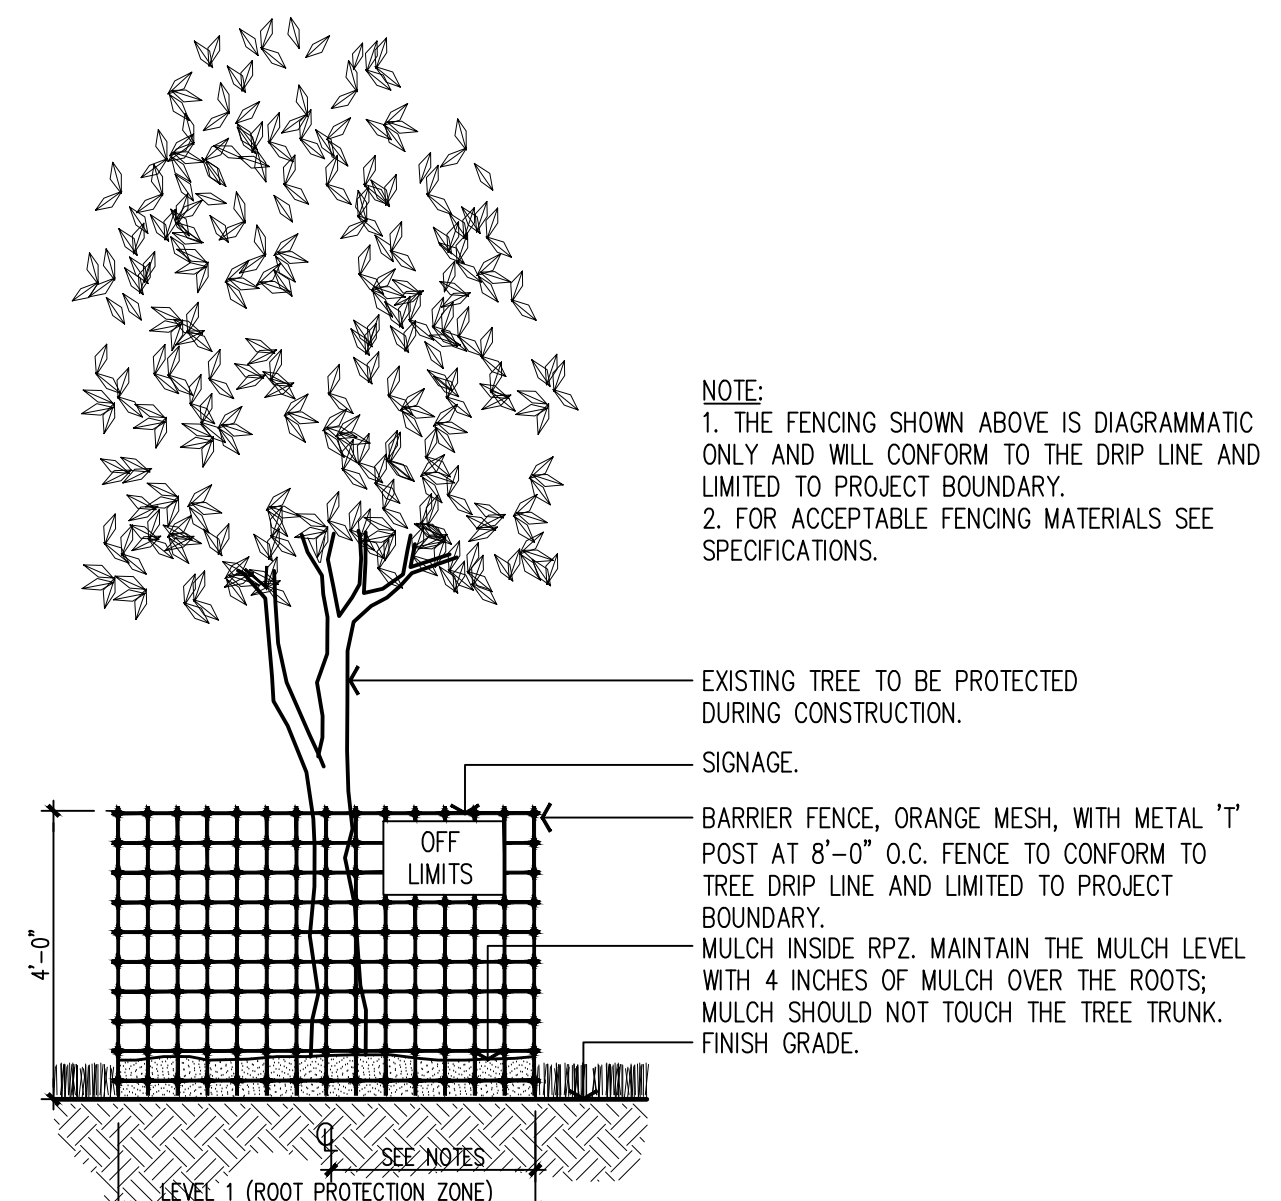 NOTE:
1. THE FENCING SHOWN ABOVE IS DIAGRAMMATIC
ONLY AND WILL CONFORM TO THE DRIP LINE AND
LIMITED TO PROJECT BOUNDARY.
2. FOR ACCEPTABLE FENCING MATERIALS SEE
SPECIFICATIONS.
EXISTING TREE TO BE PROTECTED
DURING CONSTRUCTION.
SIGNAGE.
BARRIER FENCE, ORANGE MESH, WITH METAL 'T'
POST AT 8'-0" O.C. FENCE TO CONFORM TO
TREE DRIP LINE AND LIMITED TO PROJECT
BOUNDARY.
MULCH INSIDE RPZ. MAINTAIN THE MULCH LEVEL
WITH 4 INCHES OF MULCH OVER THE ROOTS;
MULCH SHOULD NOT TOUCH THE TREE TRUNK.
FINISH GRADE.
OFF
LIMITS
4'-0"
℄
SEE NOTES
LEVEL 1 (ROOT PROTECTION ZONE)